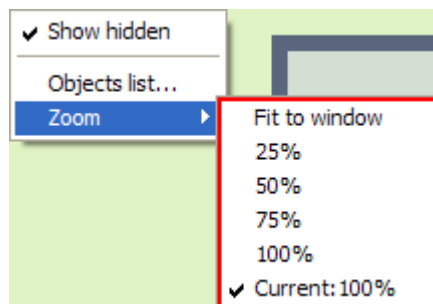 Show hidden
Objects list...
Zoom
Fit to window
25%
50%
75%
100%
Current:100%